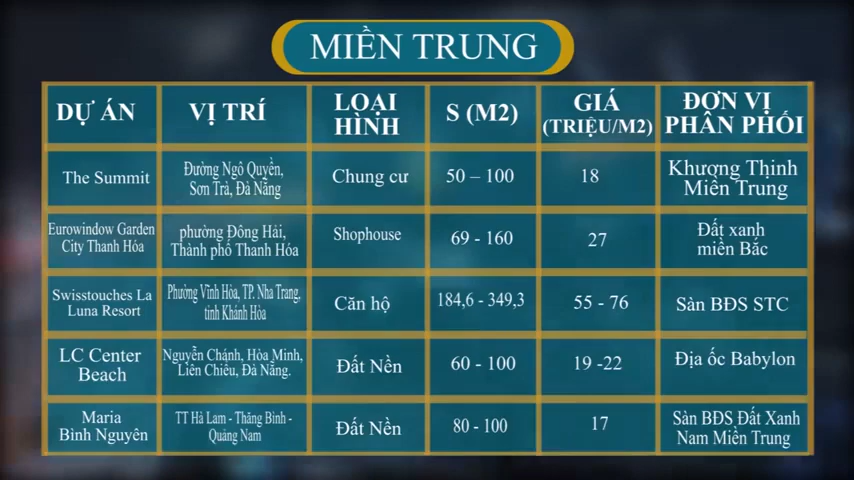 MIỀN TRUNG
DỰ ÁN
VỊ TRÍ
LOẠI
HÌNH
S (M2)
GIÁ
(TRIỆU/M2)
ĐƠN VỊ
PHÂN PHỐI
The Summit
Đường Ngô Quyền,
Sơn Trà, Đà Nẵng
Chung cư
50 – 100
18
Khương Thịnh
Miền Trung
Eurowindow Garden
City Thanh Hóa
phường Đông Hải,
Thành phố Thanh Hóa
Shophouse
69 - 160
27
Đất xanh
miền Bắc
Swisstouches La
Luna Resort
Phường Vĩnh Hòa, TP. Nha Trang,
tỉnh Khánh Hòa
Căn hộ
184,6 - 349,3
55 - 76
Sàn BĐS STC
LC Center
Beach
Nguyễn Chánh, Hòa Minh,
Liên Chiểu, Đà Nẵng.
Đất Nền
60 - 100
19 -22
Địa ốc Babylon
Maria
Bình Nguyên
TT Hà Lam - Thăng Bình -
Quảng Nam
Đất Nền
80 - 100
17
Sàn BĐS Đất Xanh
Nam Miền Trung